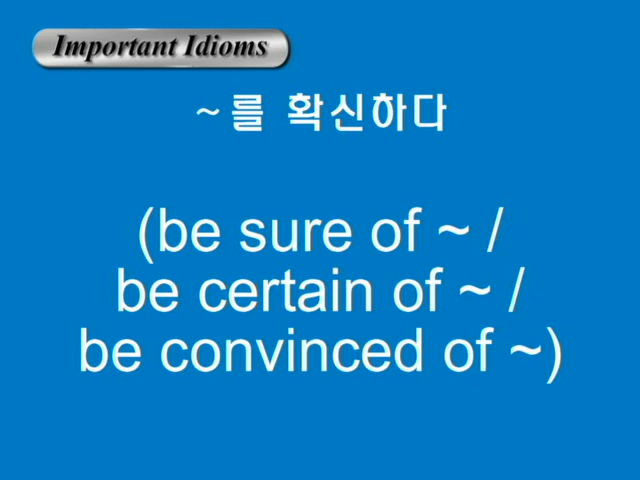 Important Idioms
~를 확신하다
(be sure of ~ /
be certain of ~ /
be convinced of ~)